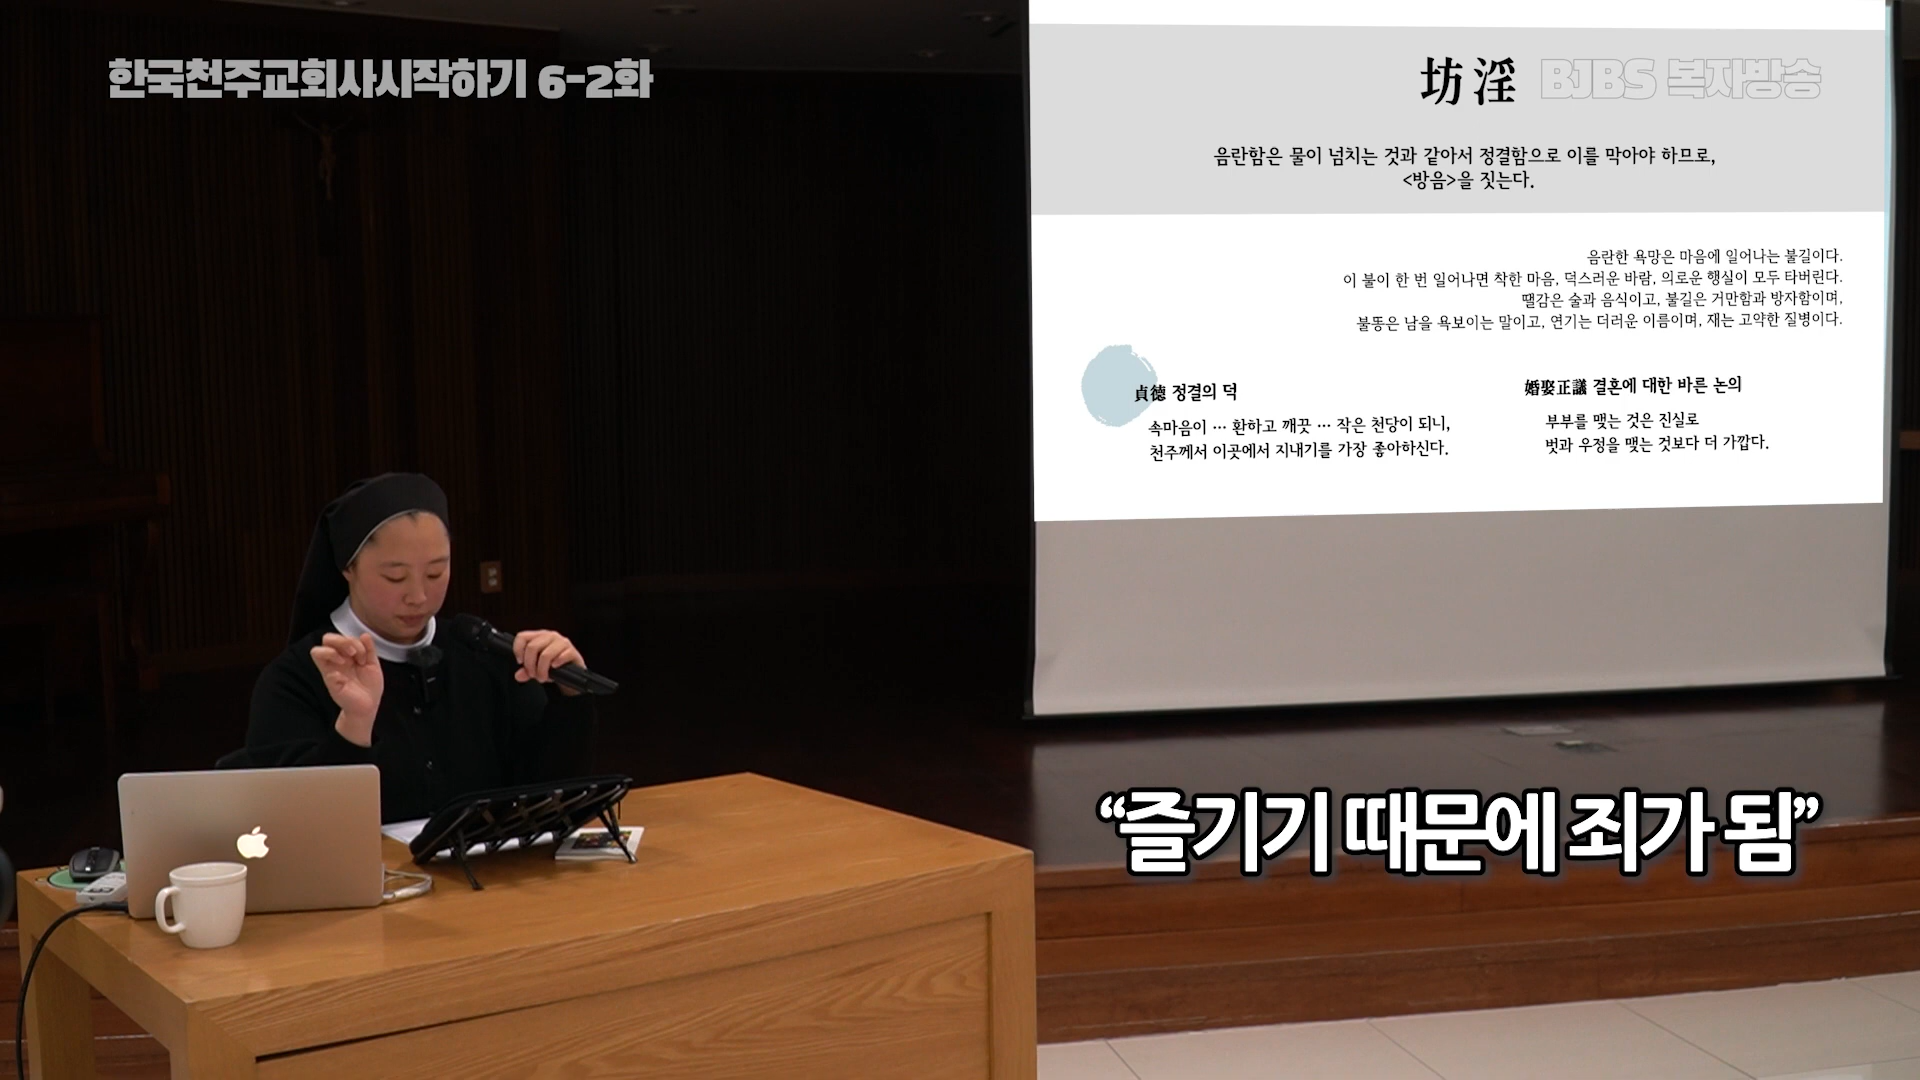 한국천주교회사시작하기 6-2화
坊淫
BJBS 복자방송
음란함은 물이 넘치는 것과 같아서 정결함으로 이를 막아야 하므로,
<방음>을 짓는다.
음란한 욕망은 마음에 일어나는 불길이다.
이 불이 한 번 일어나면 착한 마음, 덕스러운 바람, 의로운 행실이 모두 타버린다.
땔감은 술과 음식이고, 불길은 거만함과 방자함이며,
불똥은 남을 욕보이는 말이고, 연기는 더러운 이름이며, 재는 고약한 질병이다.
貞德 정결의 덕
속마음이 … 환하고 깨끗 … 작은 천당이 되니,
천주께서 이곳에서 지내기를 가장 좋아하신다.
婚娶正議 결혼에 대한 바른 논의
부부를 맺는 것은 진실로
벗과 우정을 맺는 것보다 더 가깝다.
“즐기기 때문에 죄가 됨”